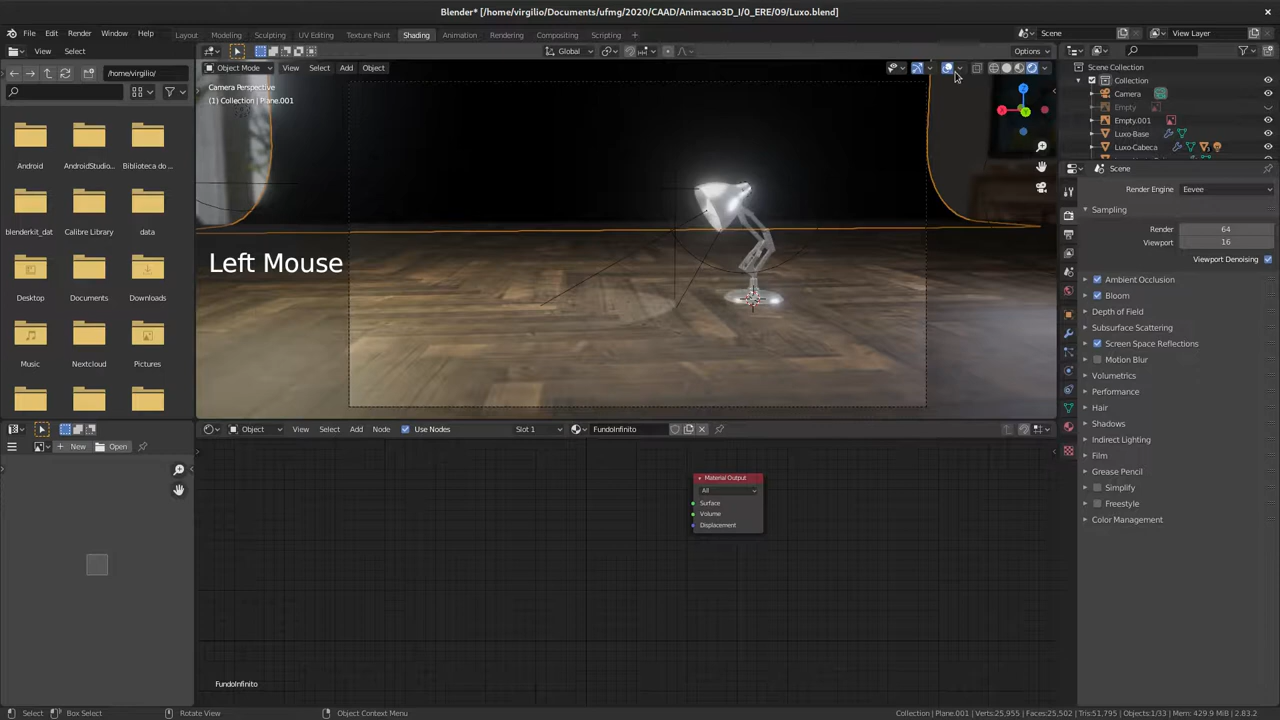 Blender* [/home/virgilio/Documents/ufmg/2020/CAAD/Animacao3D_I/0_ERE/09/Luxo.blend]
File Edit Render Window Help
Layout Modeling Sculpting UV Editing Texture Paint Shading Animation Rendering Compositing Scripting +
Scene
View Layer
View Select
Global
Options
/home/virgilio/
Object Mode View Select Add Object
Scene Collection
Collection
Camera
Empty
Empty.001
Luxo-Base
Luxo-Cabeca
Camera Perspective
(1) Collection | Plane.001
Left Mouse
Android
AndroidStudio...
Biblioteca do ...
blenderkit_dat
Calibre Library
data
Desktop
Documents
Downloads
Music
Nextcloud
Pictures
Scene
Render Engine Eevee
Sampling
Render 64
Viewport 16
Viewport Denoising
Ambient Occlusion
Bloom
Depth of Field
Subsurface Scattering
Screen Space Reflections
Motion Blur
Volumetrics
Performance
Hair
Shadows
Indirect Lighting
Film
Grease Pencil
Simplify
Freestyle
Color Management
Object View Select Add Node Use Nodes Slot 1 FundoInfinito
New Open
Material Output
All
Surface
Volume
Displacement
FundoInfinito
Select Box Select Rotate View Object Context Menu
Collection | Plane.001 | Verts:25,955 | Faces:25,502 | Tris:51,795 | Objects:1/33 | Mem: 429.9 MiB | 2.83.2